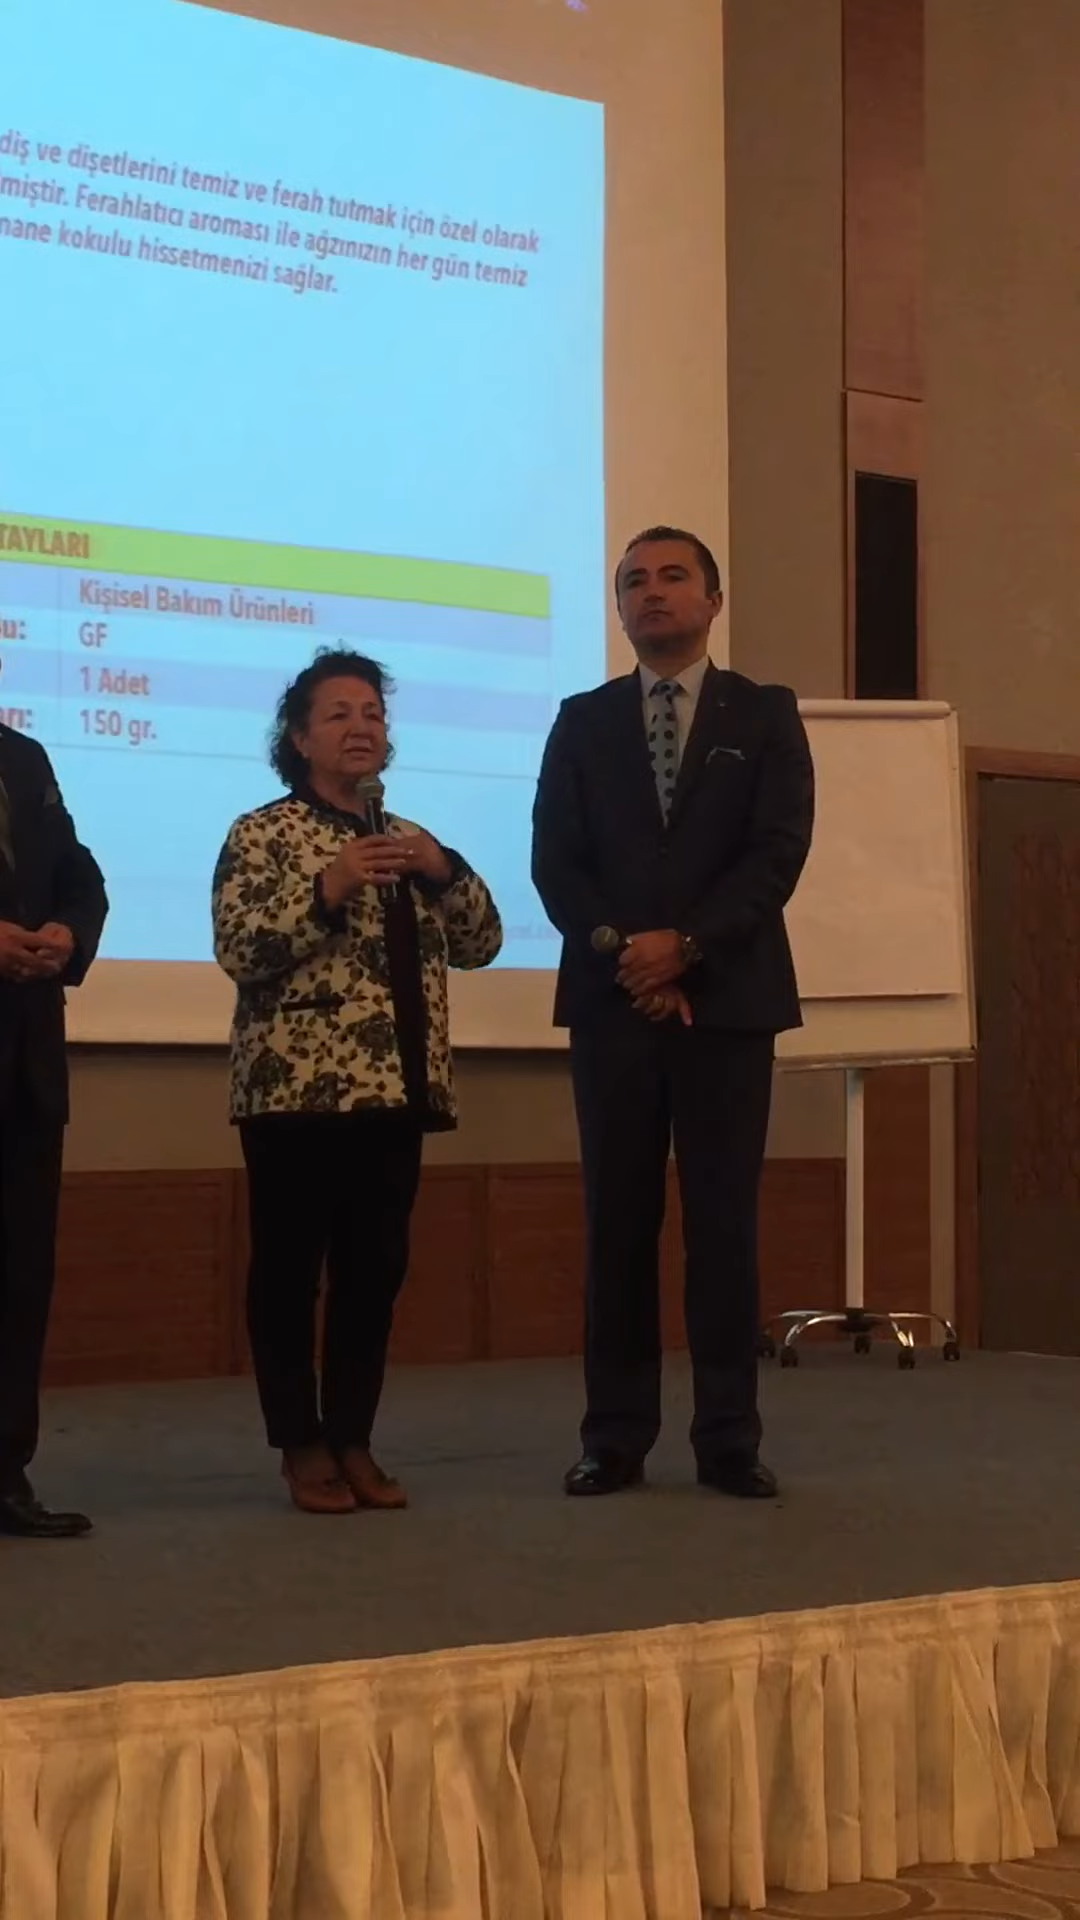 diş ve dişetlerini temiz ve ferah tutmak için özel olarak
miştir. Ferahlatıcı aroması ile ağzınızın her gün temiz
nane kokulu hissetmenizi sağlar.
TAYLARI
Kişisel Bakım Ürünleri
u: GF
1 Adet
arı: 150 gr.